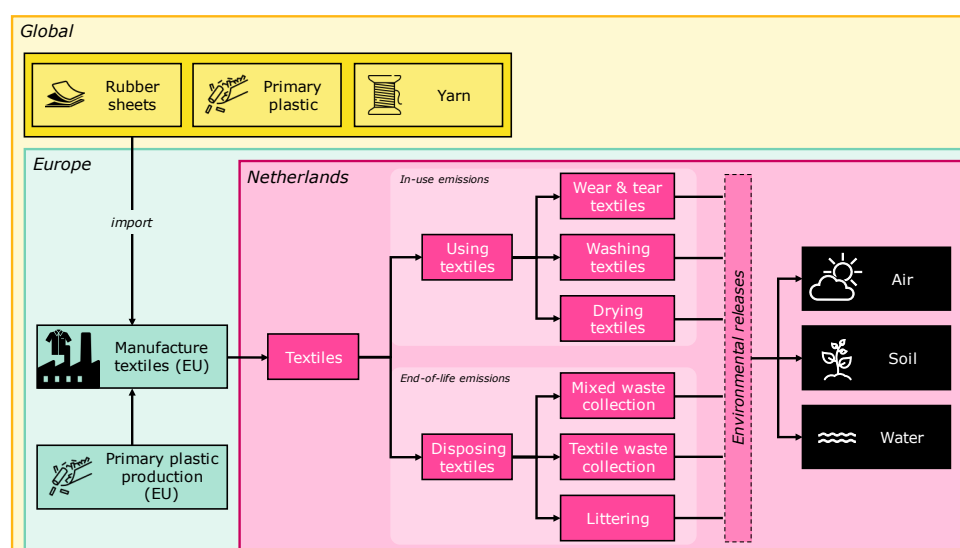 Global
Rubber
sheets
Primary
plastic
Yarn
Europe
import
Manufacture
textiles (EU)
Primary plastic
production
(EU)
Netherlands
Textiles
In-use emissions
Using
textiles
Wear & tear
textiles
Washing
textiles
Drying
textiles
End-of-life emissions
Disposing
textiles
Mixed waste
collection
Textile waste
collection
Littering
Environmental releases
Air
Soil
Water